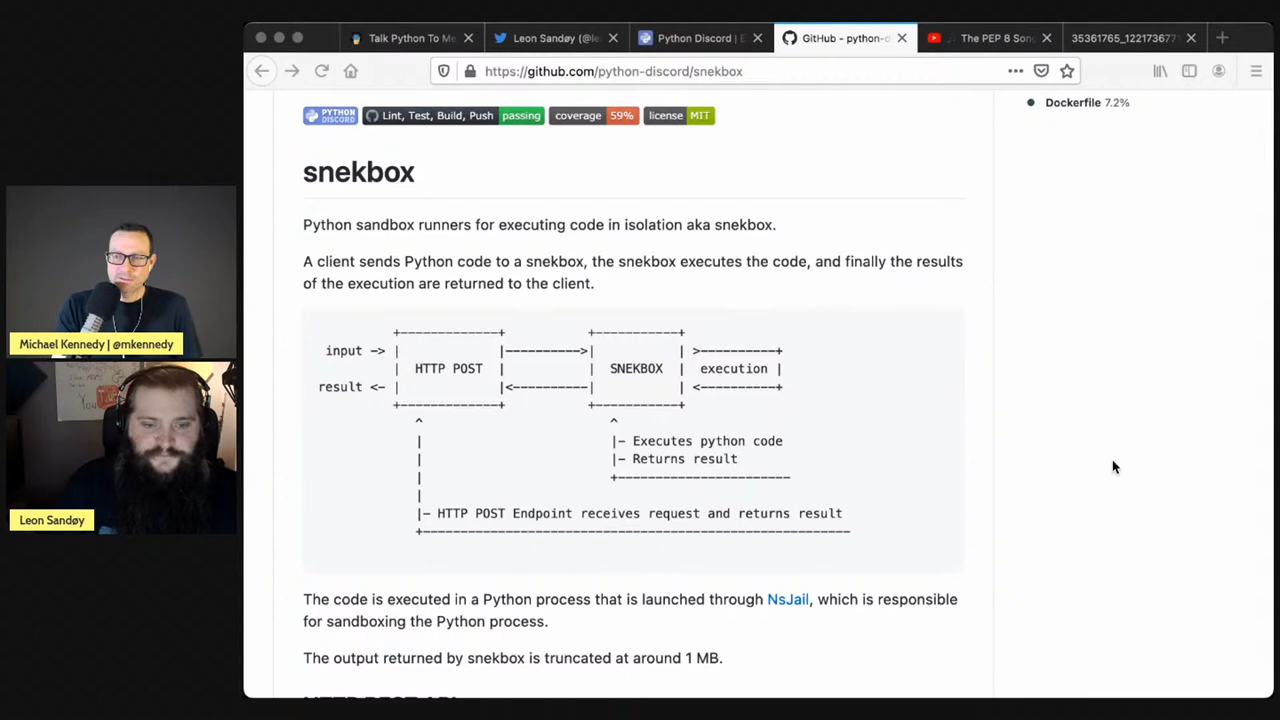 Talk Python To Me
Leon Sandøy (@le
Python Discord | E
GitHub - python-d
The PEP 8 Song
35361765_12217367
https://github.com/python-discord/snekbox
PYTHON DISCORD
Lint, Test, Build, Push passing
coverage 59%
license MIT
Dockerfile 7.2%
snekbox
Python sandbox runners for executing code in isolation aka snekbox.
A client sends Python code to a snekbox, the snekbox executes the code, and finally the results
of the execution are returned to the client.
+-------------+ +-----------+
input -> | |---------->| | >----------+
| HTTP POST | | SNEKBOX | execution |
result <- | |<----------| | <----------+
+-------------+ +-----------+
^ ^
| |- Executes python code
| |- Returns result
| +-----------------------
|
|- HTTP POST Endpoint receives request and returns result
+---------------------------------------------------------
The code is executed in a Python process that is launched through NsJail, which is responsible
for sandboxing the Python process.
The output returned by snekbox is truncated at around 1 MB.
HTTP REST API
Michael Kennedy | @mkennedy
Leon Sandøy